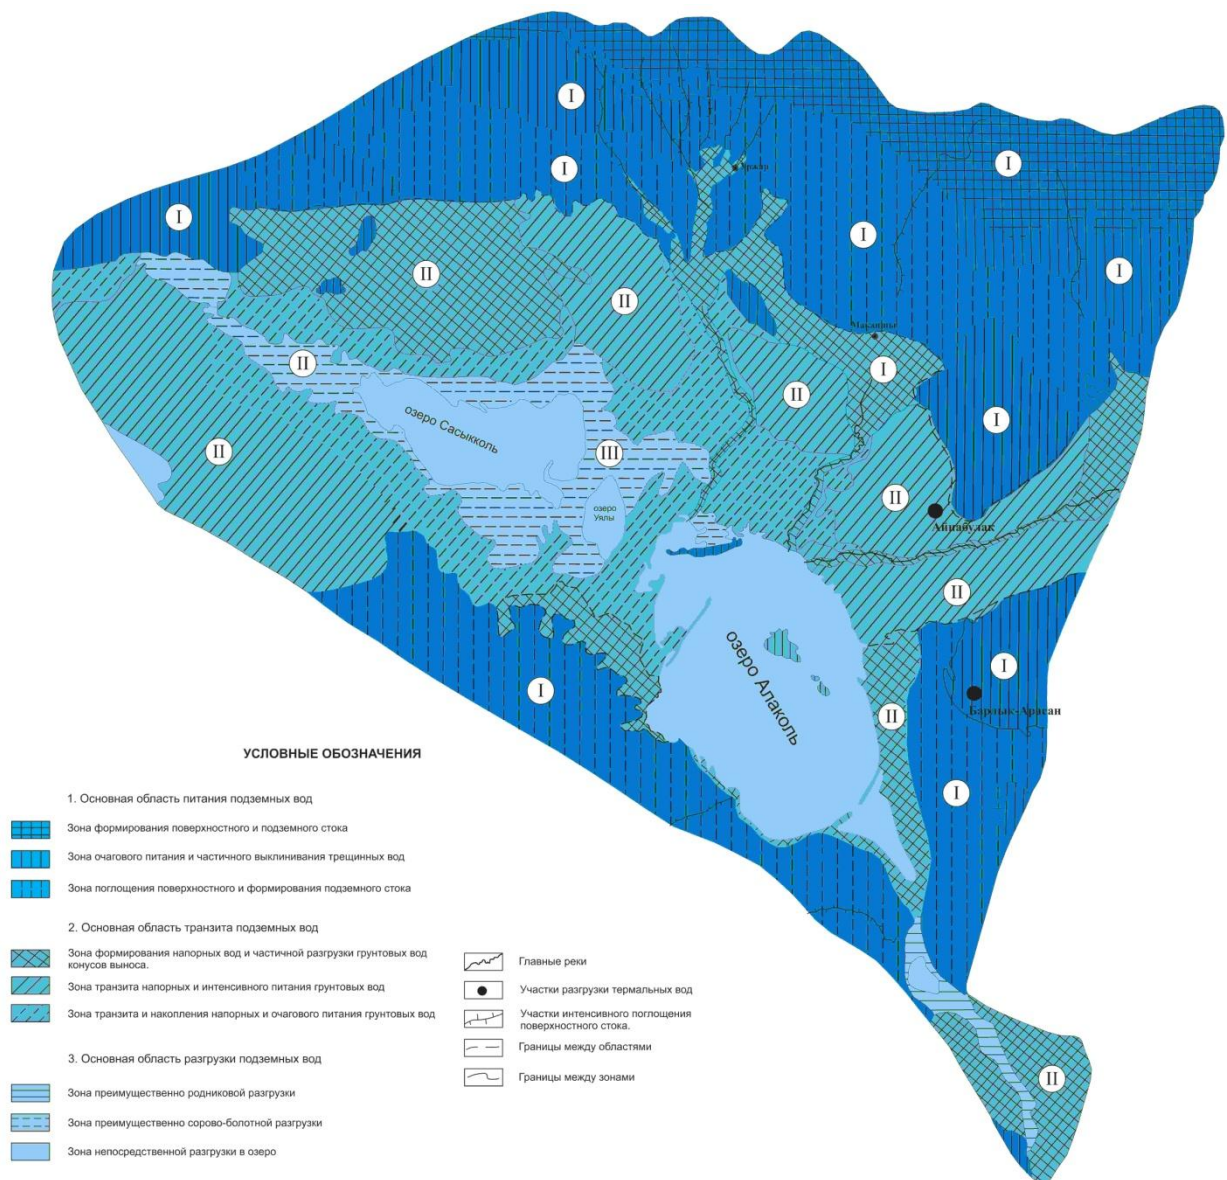 I
I
I
I
I
I
Уржар
II
II
I
Маканчы
II
I
II
I
озеро Сасыкколь
II
III
II
озеро
Уялы
Айнабулак
II
I
I
озеро Алаколь
Барлык-Арасан
II
I
II
УСЛОВНЫЕ ОБОЗНАЧЕНИЯ
1. Основная область питания подземных вод
Зона формирования поверхностного и подземного стока
Зона очагового питания и частичного выклинивания трещинных вод
Зона поглощения поверхностного и формирования подземного стока
2. Основная область транзита подземных вод
Зона формирования напорных вод и частичной разгрузки грунтовых вод
конусов выноса.
Зона транзита напорных и интенсивного питания грунтовых вод
Зона транзита и накопления напорных и очагового питания грунтовых вод
3. Основная область разгрузки подземных вод
Зона преимущественно родниковой разгрузки
Зона преимущественно сорово-болотной разгрузки
Зона непосредственной разгрузки в озеро
Главные реки
Участки разгрузки термальных вод
Участки интенсивного поглощения
поверхностного стока.
Границы между областями
Границы между зонами